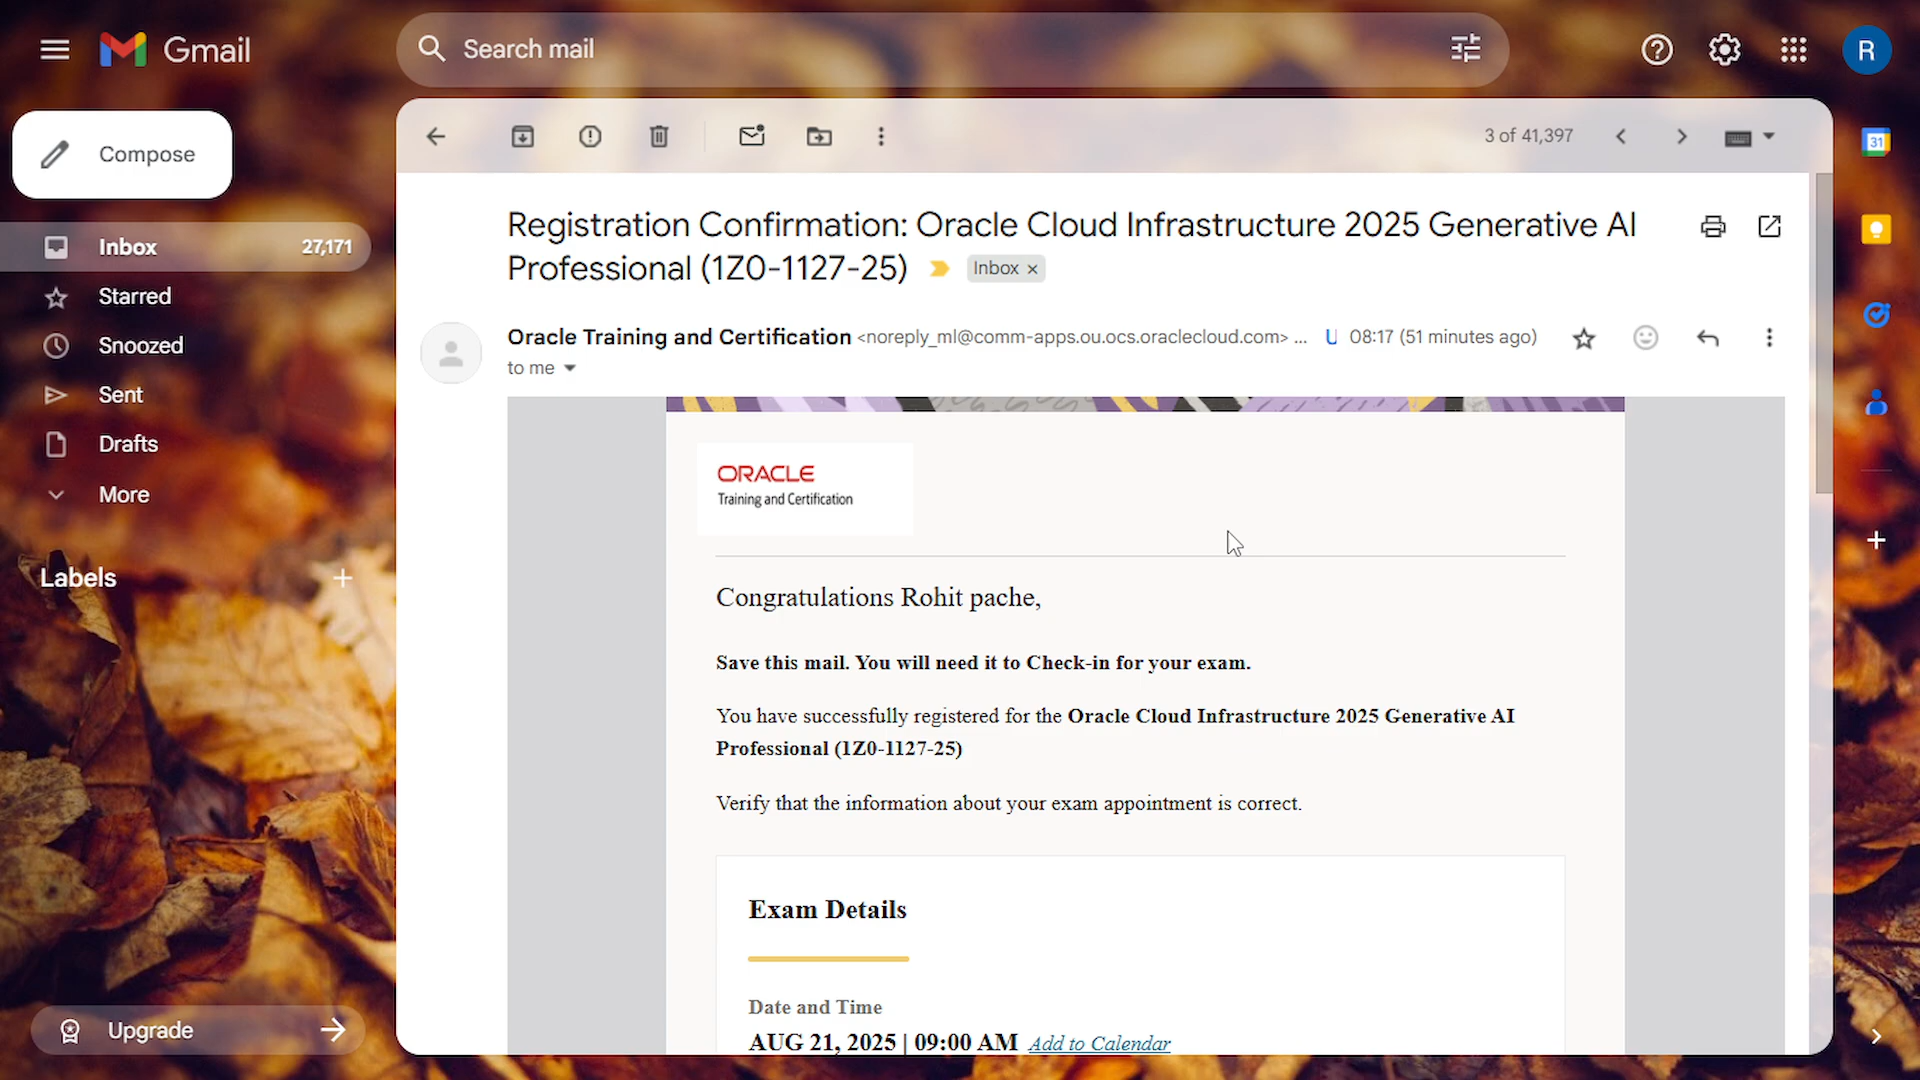 Gmail
Search mail
Compose
3 of 41,397
Inbox 27,171
Starred
Snoozed
Sent
Drafts
More
Labels
Upgrade
Registration Confirmation: Oracle Cloud Infrastructure 2025 Generative AI
Professional (1Z0-1127-25) Inbox ×
Oracle Training and Certification <noreply_ml@comm-apps.ou.ocs.oraclecloud.com> ... 08:17 (51 minutes ago)
to me
ORACLE
Training and Certification
Congratulations Rohit pache,
Save this mail. You will need it to Check-in for your exam.
You have successfully registered for the Oracle Cloud Infrastructure 2025 Generative AI
Professional (1Z0-1127-25)
Verify that the information about your exam appointment is correct.
Exam Details
Date and Time
AUG 21, 2025 | 09:00 AM Add to Calendar
R
31